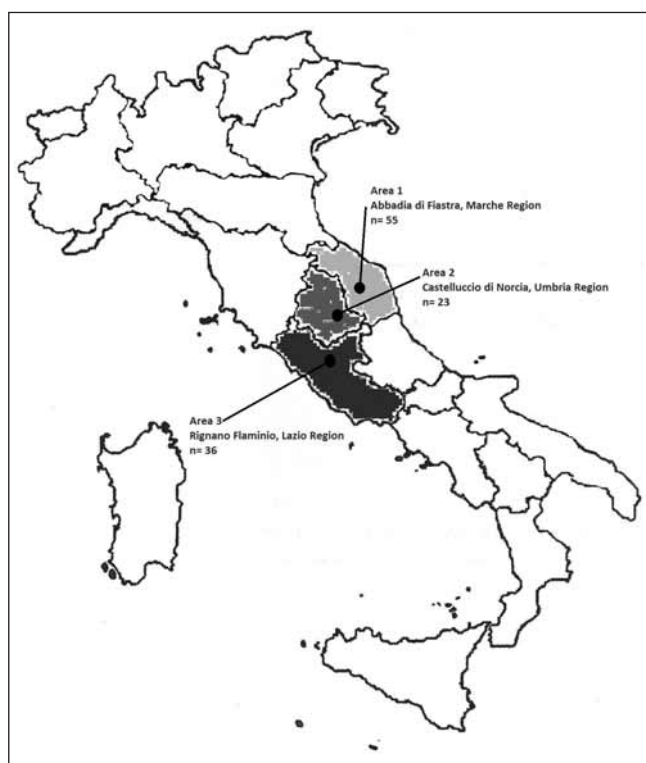 Area 1
Abbadia di Fiastra, Marche Region
n= 55
Area 2
Castelluccio di Norcia, Umbria Region
n= 23
Area 3
Rignano Flaminio, Lazio Region
n= 36